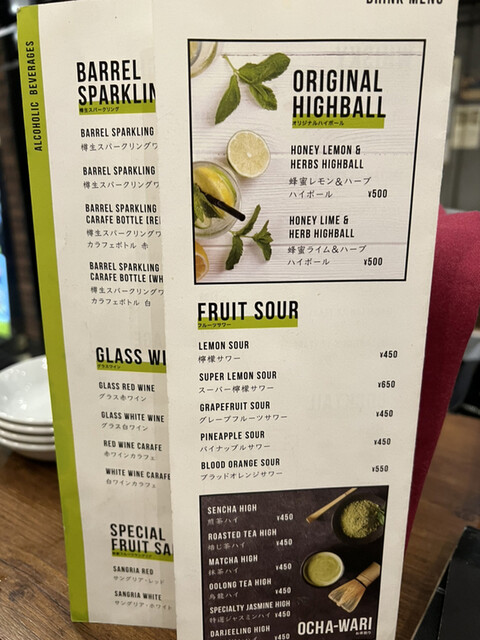 ALCOHOLIC BEVERAGES
BARREL
SPARKLIN
樽生スパークリング
BARREL SPARKLING
樽生スパークリングワ
BARREL SPARKLING
樽生スパークリングワ
BARREL SPARKLING
CARAFE BOTTLE (RE
樽生スパークリングワ
カラフェボトル 赤
BARREL SPARKLING
CARAFE BOTTLE [WH
樽生スパークリングワ
カラフェボトル 白
GLASS WI
グラスワイン
GLASS RED WINE
グラス赤ワイン
GLASS WHITE WINE
グラス白ワイン
RED WINE CARAFE
赤ワインカラフェ
WHITE WINE CARAFE
白ワインカラフェ
SPECIAL
FRUIT SA
SANGRIA RED
サングリア・レッド
SANGRIA WHITE
サングリア・ホワイト
DRINK MENU
ORIGINAL
HIGHBALL
オリジナルハイボール
HONEY LEMON &
HERBS HIGHBALL
蜂蜜レモン&ハーブ
ハイボール ¥500
HONEY LIME &
HERB HIGHBALL
蜂蜜ライム&ハーブ
ハイボール ¥500
FRUIT SOUR
フルーツサワー
LEMON SOUR
檸檬サワー ¥450
SUPER LEMON SOUR
スーパー檸檬サワー ¥650
GRAPEFRUIT SOUR
グレープフルーツサワー ¥450
PINEAPPLE SOUR
パイナップルサワー ¥450
BLOOD ORANGE SOUR
ブラッドオレンジサワー ¥550
SENCHA HIGH
煎茶ハイ ¥450
ROASTED TEA HIGH
焙じ茶ハイ ¥450
MATCHA HIGH
抹茶ハイ ¥450
OOLONG TEA HIGH
烏龍ハイ ¥450
SPECIALTY JASMINE HIGH
特選ジャスミンハイ ¥450
DARJEELING HIGH
¥450
OCHA-WARI